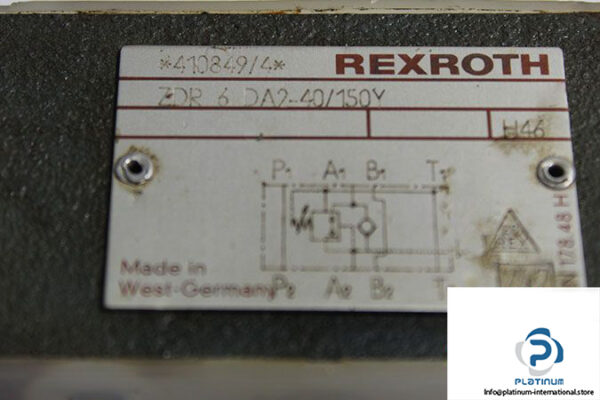 *410849/4* REXROTH
ZDR 6 DA2-40/150Y
H46
P1 A1 B1 T1
Made in
West-Germany
P2 A2 B2 T
N 178.48 H
PLATINUM
Info@platinum-international.store